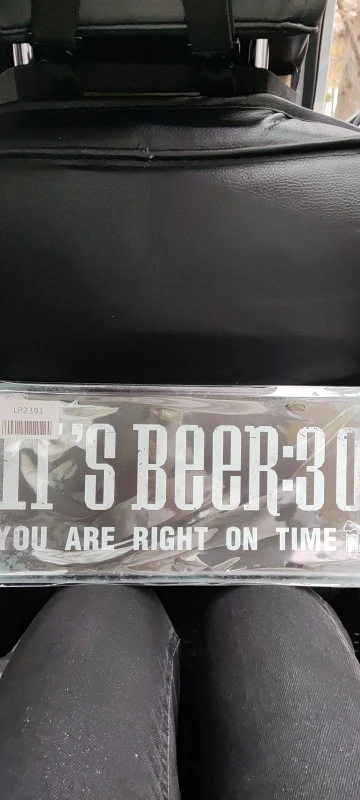 LP2391
IT'S BEER:30
YOU ARE RIGHT ON TIME